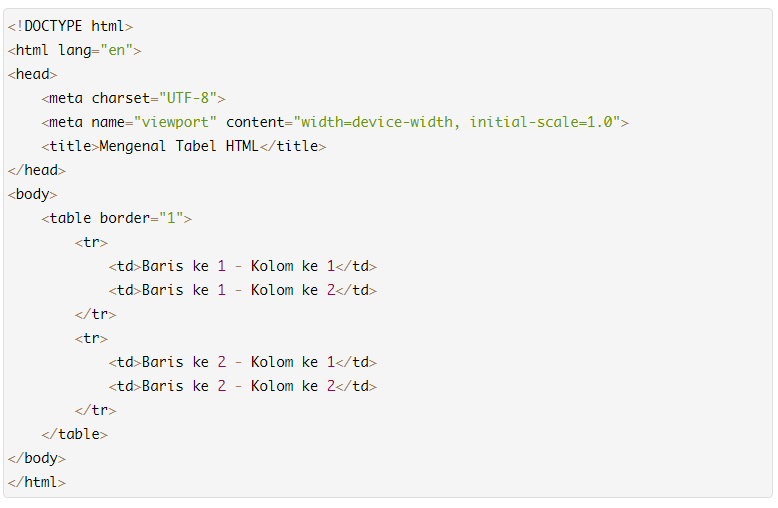 <!DOCTYPE html>
<html lang="en">
<head>
    <meta charset="UTF-8">
    <meta name="viewport" content="width=device-width, initial-scale=1.0">
    <title>Mengenal Tabel HTML</title>
</head>
<body>
    <table border="1">
        <tr>
            <td>Baris ke 1 - Kolom ke 1</td>
            <td>Baris ke 1 - Kolom ke 2</td>
        </tr>
        <tr>
            <td>Baris ke 2 - Kolom ke 1</td>
            <td>Baris ke 2 - Kolom ke 2</td>
        </tr>
    </table>
</body>
</html>